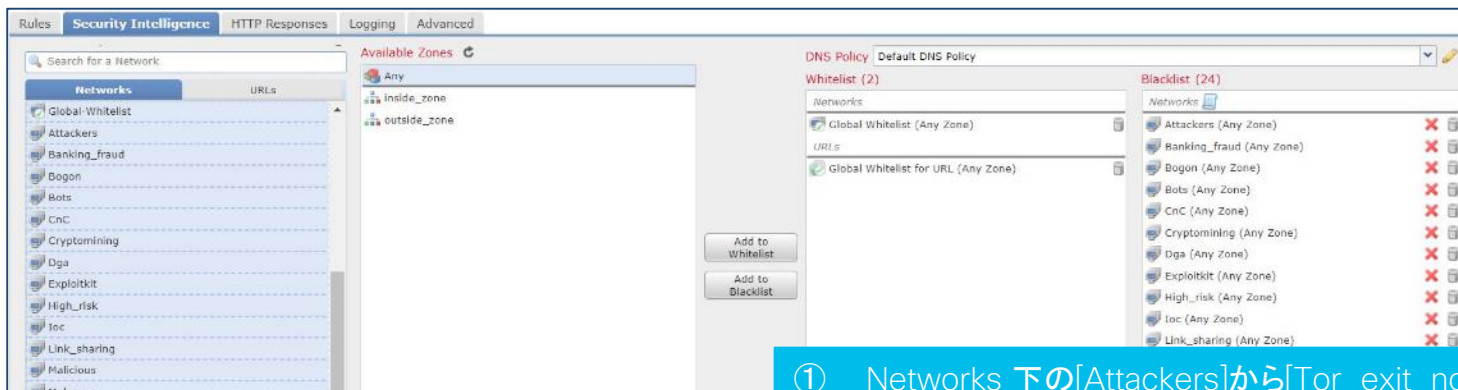 Rules Security Intelligence HTTP Responses Logging Advanced
Search for a Network
Networks URLs
Global-Whitelist
Attackers
Banking_fraud
Bogon
Bots
CnC
Cryptomining
Dga
Exploitkit
High_risk
Ioc
Link_sharing
Malicious
Available Zones
Any
inside_zone
outside_zone
Add to
Whitelist
Add to
Blacklist
DNS Policy Default DNS Policy
Whitelist (2)
Networks
Global Whitelist (Any Zone)
URLs
Global Whitelist for URL (Any Zone)
Blacklist (24)
Networks
Attackers (Any Zone)
Banking_fraud (Any Zone)
Bogon (Any Zone)
Bots (Any Zone)
CnC (Any Zone)
Cryptomining (Any Zone)
Dga (Any Zone)
Exploitkit (Any Zone)
High_risk (Any Zone)
Ioc (Any Zone)
Link_sharing (Any Zone)
① Networks 下の[Attackers]から[Tor_exit_no